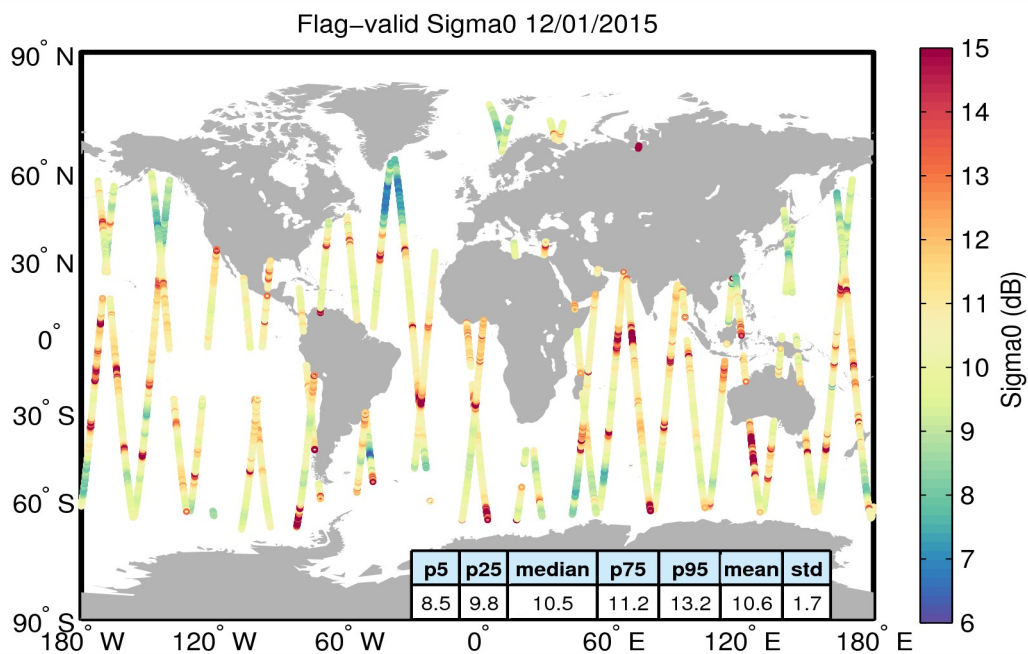 Flag−valid Sigma0 12/01/2015
90° N
60° N
30° N
0°
30° S
60° S
90° S
180° W
120° W
60° W
0°
60° E
120° E
180° E
p5 p25 median p75 p95 mean std
8.5 9.8 10.5 11.2 13.2 10.6 1.7
15
14
13
12
11
10
9
8
7
6
Sigma0 (dB)